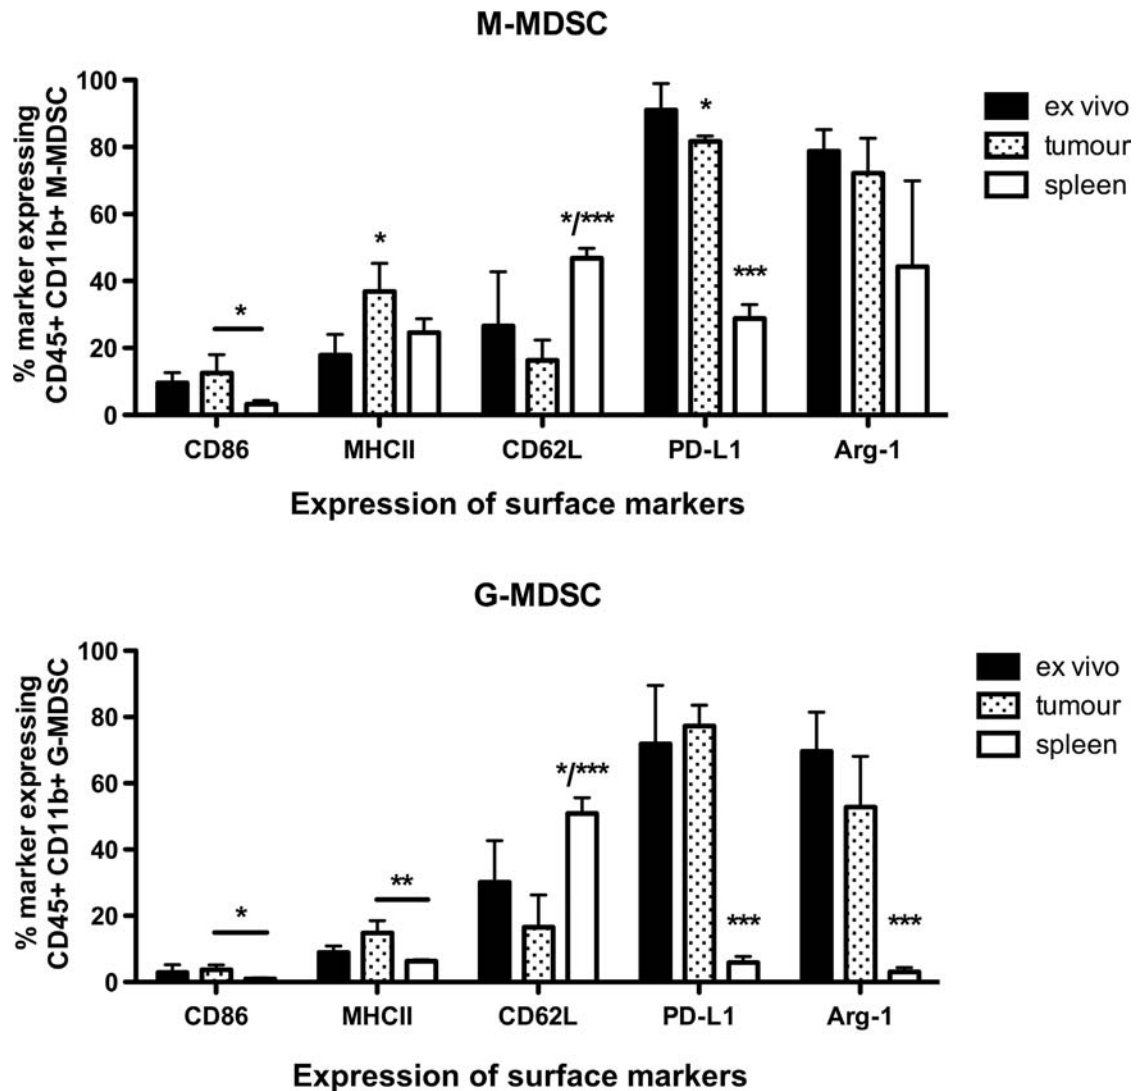 M-MDSC
% marker expressing
CD45+ CD11b+ M-MDSC
100
80
60
40
20
0
*
*
*/***
*
***
ex vivo
tumour
spleen
CD86 MHCII CD62L PD-L1 Arg-1
Expression of surface markers
G-MDSC
% marker expressing
CD45+ CD11b+ G-MDSC
100
80
60
40
20
0
*
**
*/***
***
***
ex vivo
tumour
spleen
CD86 MHCII CD62L PD-L1 Arg-1
Expression of surface markers